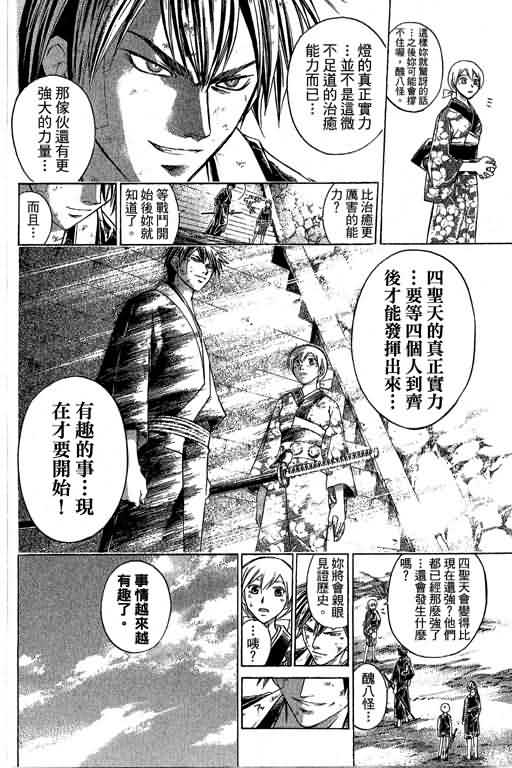 這樣妳就驚訝的話
…之後妳可能會撐
不住喔，醜八怪。
燈的真正實力
…並不是這微
不足道的治癒
能力而已…
那傢伙還有更
強大的力量…
比治癒更
厲害的能
力？
等戰鬥開
始後妳就
知道了。
而且…
四聖天的真正實力
…要等四個人到齊
後才能發揮出來…
有趣的事…現
在才要開始！
四聖天會變得比
現在還強？他們
都已經那麼強了
…還會發生什麼
嗎？
醜八怪…
妳將會親眼
見證歷史。
…咦？
事情越來越
有趣了。